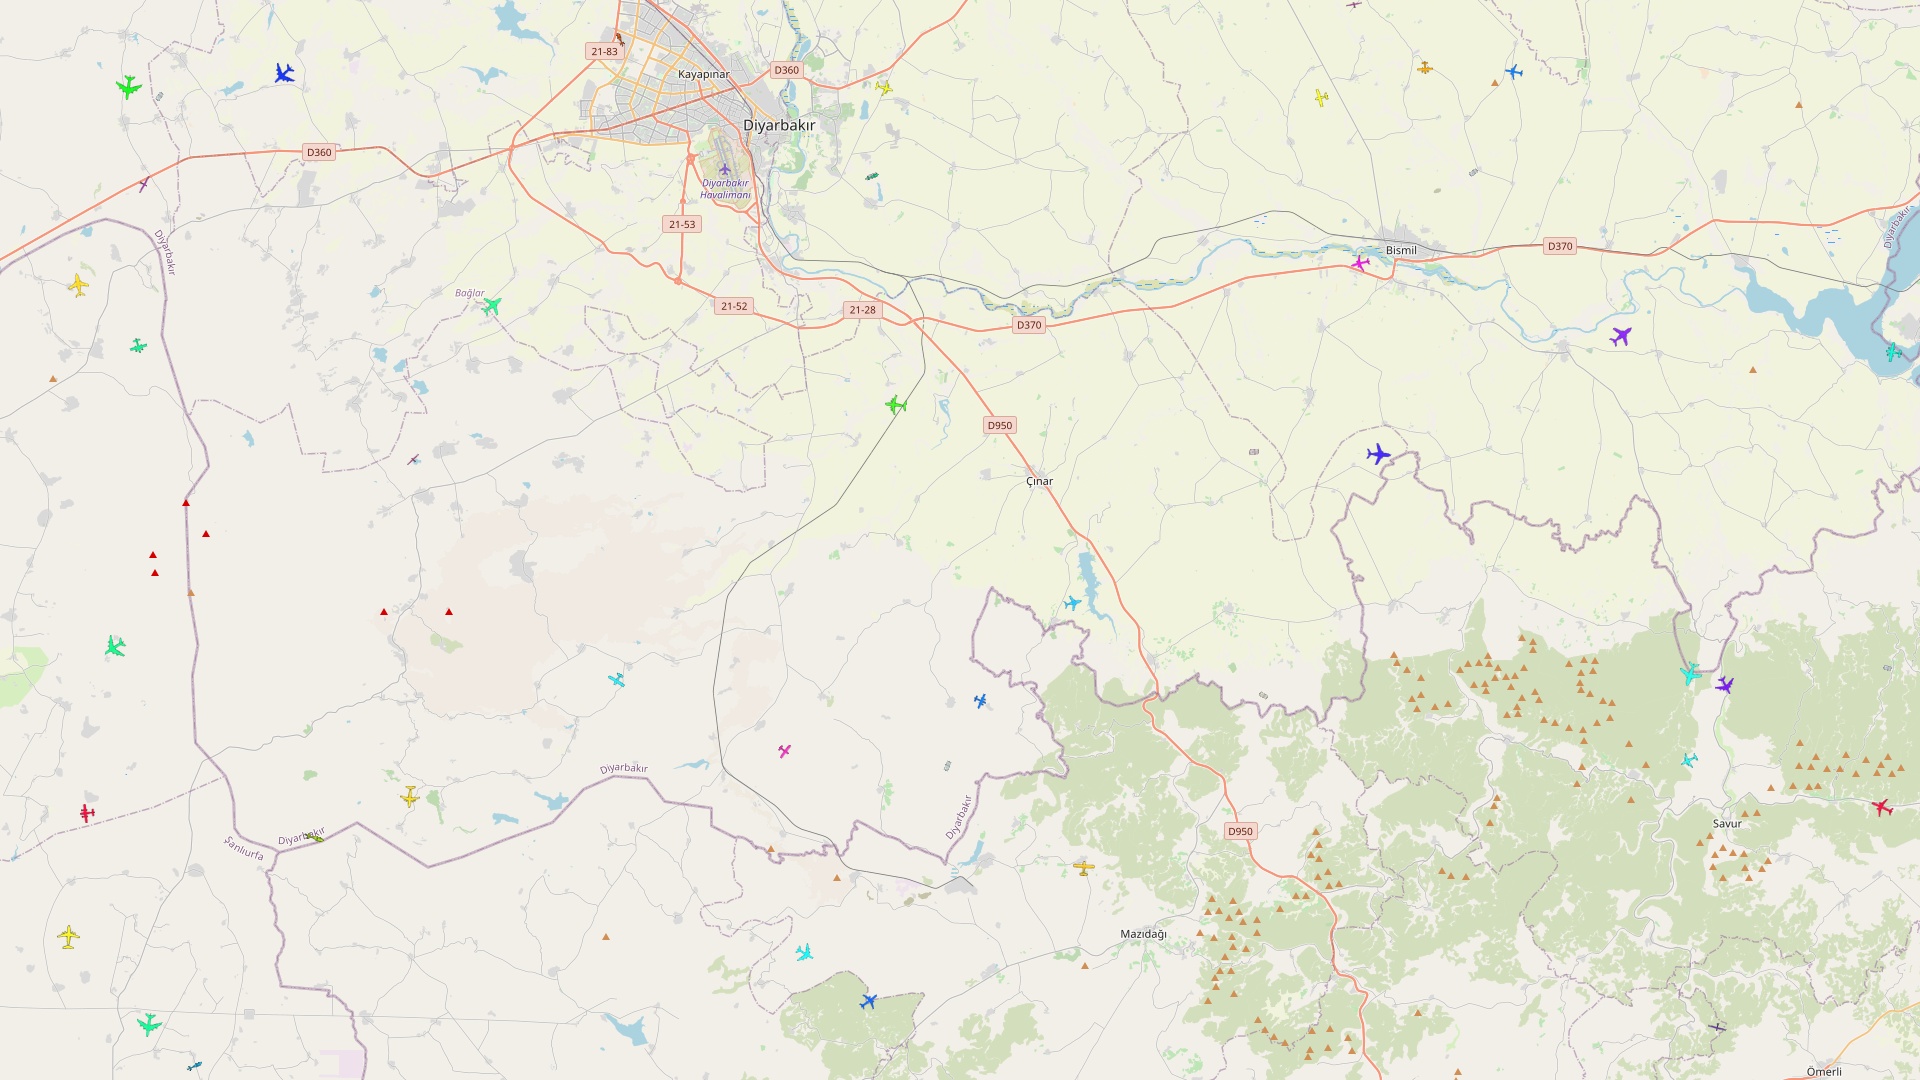 21-83
Kayapınar
D360
Diyarbakır
D360
Diyarbakır
Havalimanı
21-53
Diyarbakır
Diyarbakır
Bismil
D370
Bağlar
21-52
21-28
D370
D950
Çınar
Diyarbakır
Diyarbakır
Diyarbakır
Şanlıurfa
D950
Savur
Mazıdağı
Ömerli